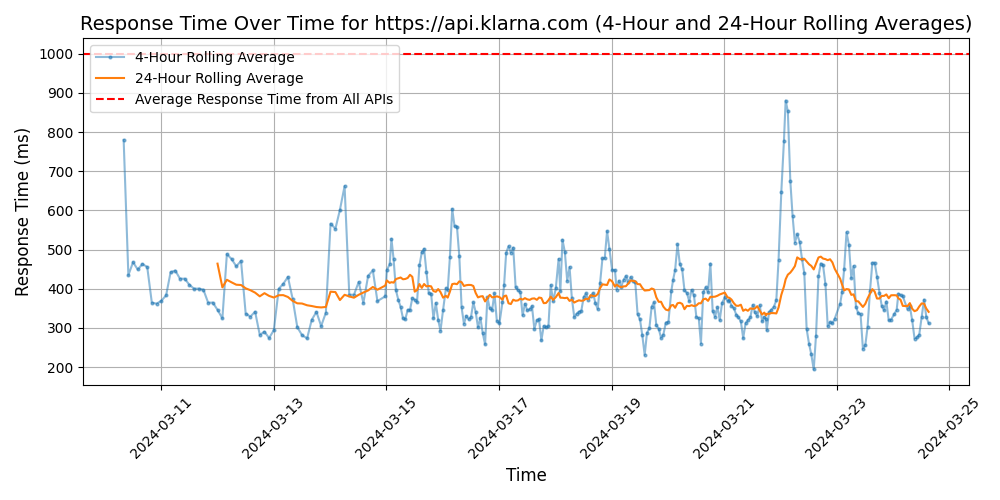 Response Time Over Time for https://api.klarna.com (4-Hour and 24-Hour Rolling Averages)
4-Hour Rolling Average
24-Hour Rolling Average
Average Response Time from All APIs
Response Time (ms)
1000
900
800
700
600
500
400
300
200
2024-03-11
2024-03-13
2024-03-15
2024-03-17
2024-03-19
2024-03-21
2024-03-23
2024-03-25
Time